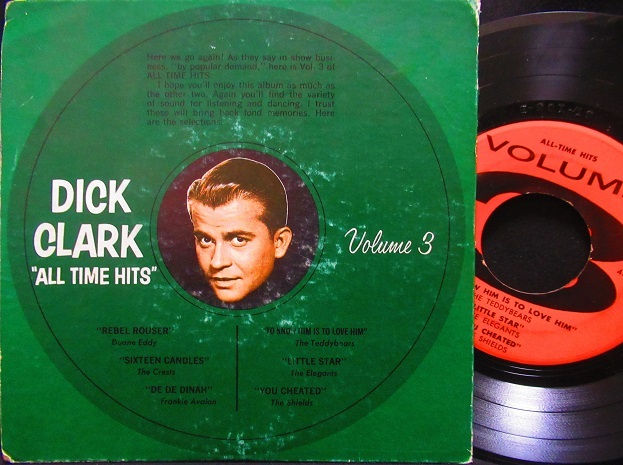 Here we go again! As they say in show busi-
ness, "by popular demand," here is Vol. 3 of
ALL TIME HITS.
I hope you'll enjoy this album as much as
the other two. Again you'll find the variety
of sound for listening and dancing. I trust
these will bring back fond memories. Here
are the selections:
DICK
CLARK
"ALL TIME HITS"
Volume 3
"REBEL ROUSER"
Duane Eddy
"SIXTEEN CANDLES"
The Crests
"DE DE DINAH"
Frankie Avalon
"TO KNOW HIM IS TO LOVE HIM"
The Teddybears
"LITTLE STAR"
The Elegants
"YOU CHEATED"
The Shields
ALL-TIME HITS
VOLUM
HIM IS TO LOVE HIM"
THE TEDDYBEARS
"LITTLE STAR"
ELEGANTS
CHEATED"
SHIELDS